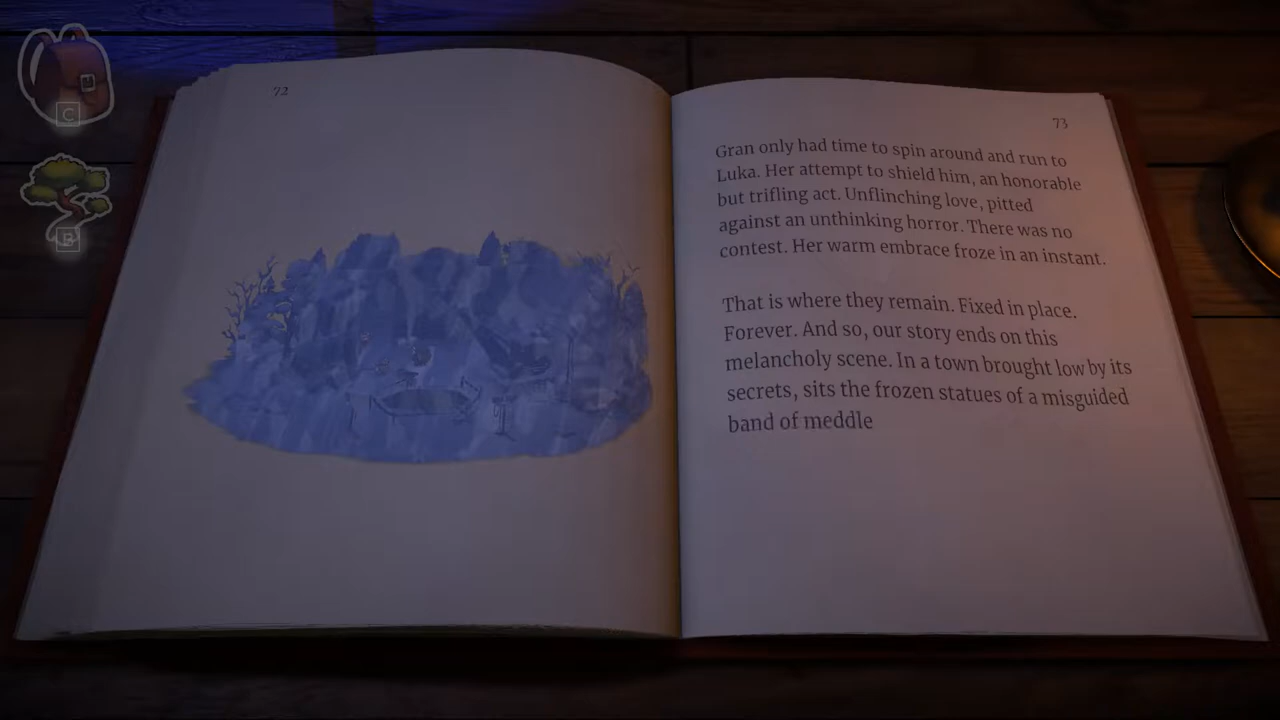 72
73
Gran only had time to spin around and run to
Luka. Her attempt to shield him, an honorable
but trifling act. Unflinching love, pitted
against an unthinking horror. There was no
contest. Her warm embrace froze in an instant.
That is where they remain. Fixed in place.
Forever. And so, our story ends on this
melancholy scene. In a town brought low by its
secrets, sits the frozen statues of a misguided
band of meddle
C
B